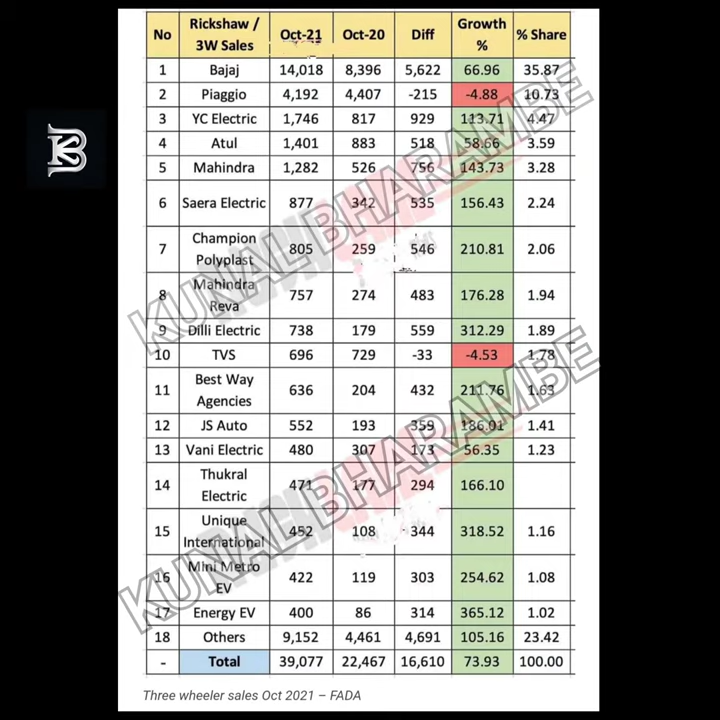 No Rickshaw / 3W Sales Oct-21 Oct-20 Diff Growth % % Share
1 Bajaj 14,018 8,396 5,622 66.96 35.87
2 Piaggio 4,192 4,407 -215 -4.88 10.73
3 YC Electric 1,746 817 929 113.71 4.47
4 Atul 1,401 883 518 58.66 3.59
5 Mahindra 1,282 526 756 143.73 3.28
6 Saera Electric 877 342 535 156.43 2.24
7 Champion Polyplast 805 259 546 210.81 2.06
8 Mahindra Reva 757 274 483 176.28 1.94
9 Dilli Electric 738 179 559 312.29 1.89
10 TVS 696 729 -33 -4.53 1.78
11 Best Way Agencies 636 204 432 211.76 1.63
12 JS Auto 552 193 359 186.01 1.41
13 Vani Electric 480 307 173 56.35 1.23
14 Thukral Electric 471 177 294 166.10
15 Unique International 452 108 344 318.52 1.16
16 Mini Metro EV 422 119 303 254.62 1.08
17 Energy EV 400 86 314 365.12 1.02
18 Others 9,152 4,461 4,691 105.16 23.42
- Total 39,077 22,467 16,610 73.93 100.00
Three wheeler sales Oct 2021 – FADA
KUNAL BHARAMBE
KUNAL BHARAMBE